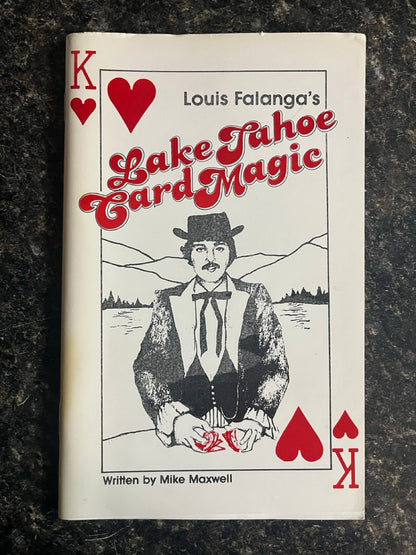 K
Louis Falanga's
Lake Tahoe
Card Magic
Written by Mike Maxwell
K